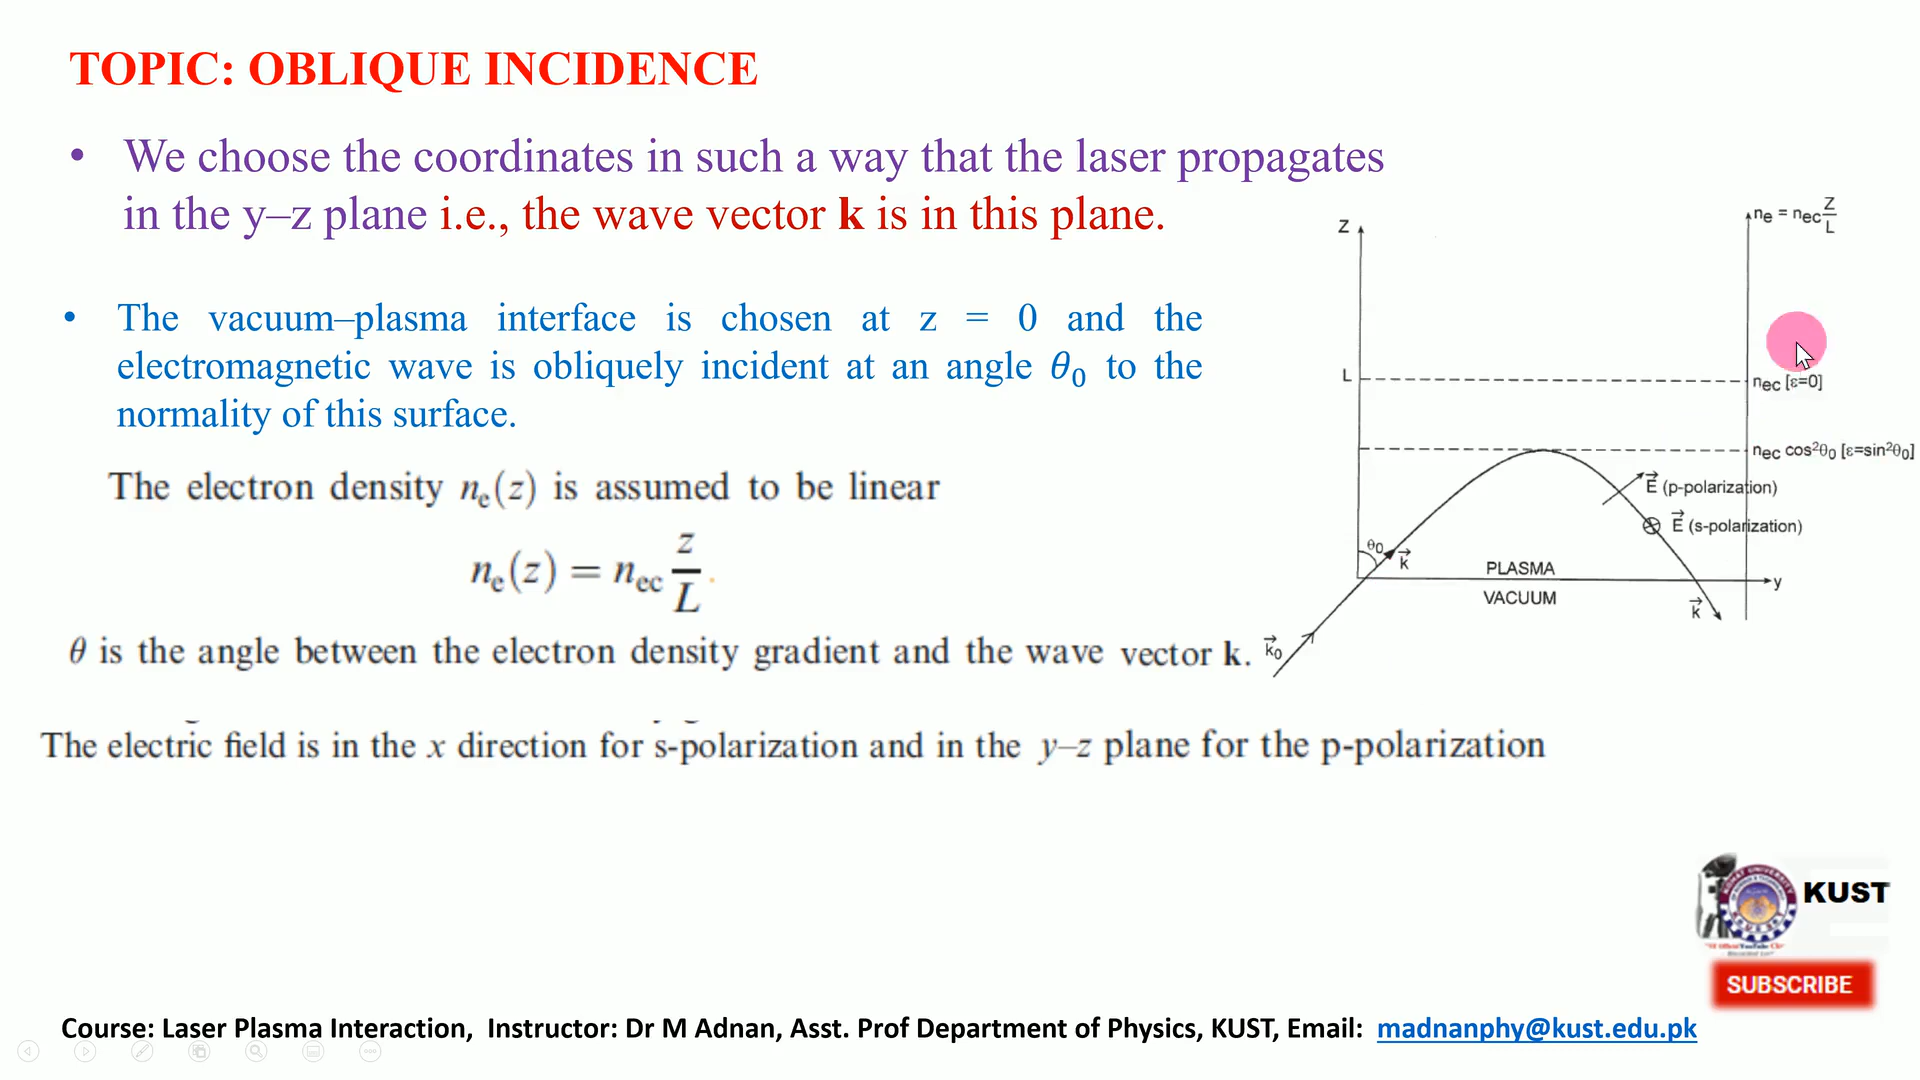 TOPIC: OBLIQUE INCIDENCE
• We choose the coordinates in such a way that the laser propagates
in the y–z plane i.e., the wave vector k is in this plane.
• The vacuum–plasma interface is chosen at z = 0 and the
electromagnetic wave is obliquely incident at an angle θ₀ to the
normality of this surface.
The electron density nₑ(z) is assumed to be linear
nₑ(z) = n_ec z/L
θ is the angle between the electron density gradient and the wave vector k.
The electric field is in the x direction for s-polarization and in the y–z plane for the p-polarization
Z
nₑ = n_ec Z/L
L
n_ec [ε=0]
n_ec cos²θ₀ [ε=sin²θ₀]
E⃗ (p-polarization)
E⃗ (s-polarization)
θ₀
k⃗
PLASMA
y
VACUUM
k⃗
k⃗₀
KUST
SUBSCRIBE
Course: Laser Plasma Interaction, Instructor: Dr M Adnan, Asst. Prof Department of Physics, KUST, Email: madnanphy@kust.edu.pk